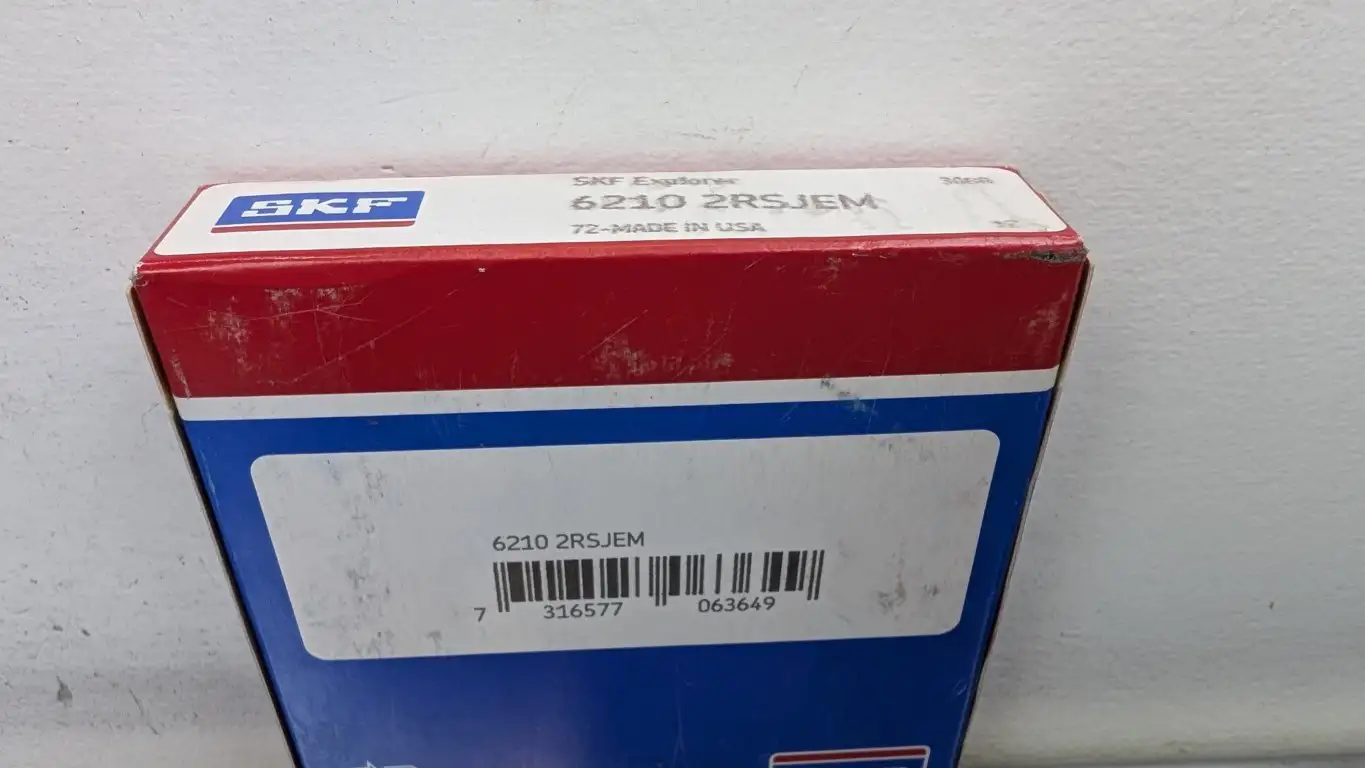 SKF
SKF Explorer
6210 2RSJEM
72-MADE IN USA
6210 2RSJEM
7 316577 063649